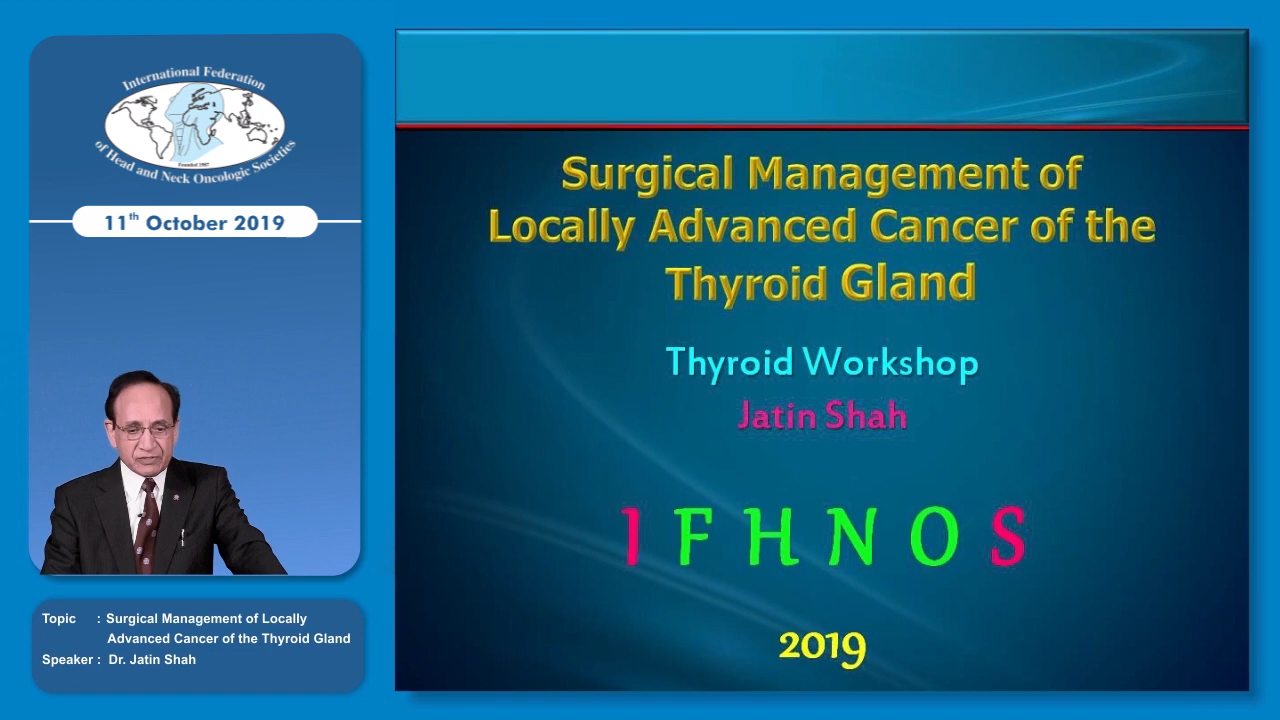 International Federation
of Head and Neck Oncologic Societies
Founded 1987
11th October 2019
Topic : Surgical Management of Locally
Advanced Cancer of the Thyroid Gland
Speaker : Dr. Jatin Shah
Surgical Management of
Locally Advanced Cancer of the
Thyroid Gland
Thyroid Workshop
Jatin Shah
I F H N O S
2019